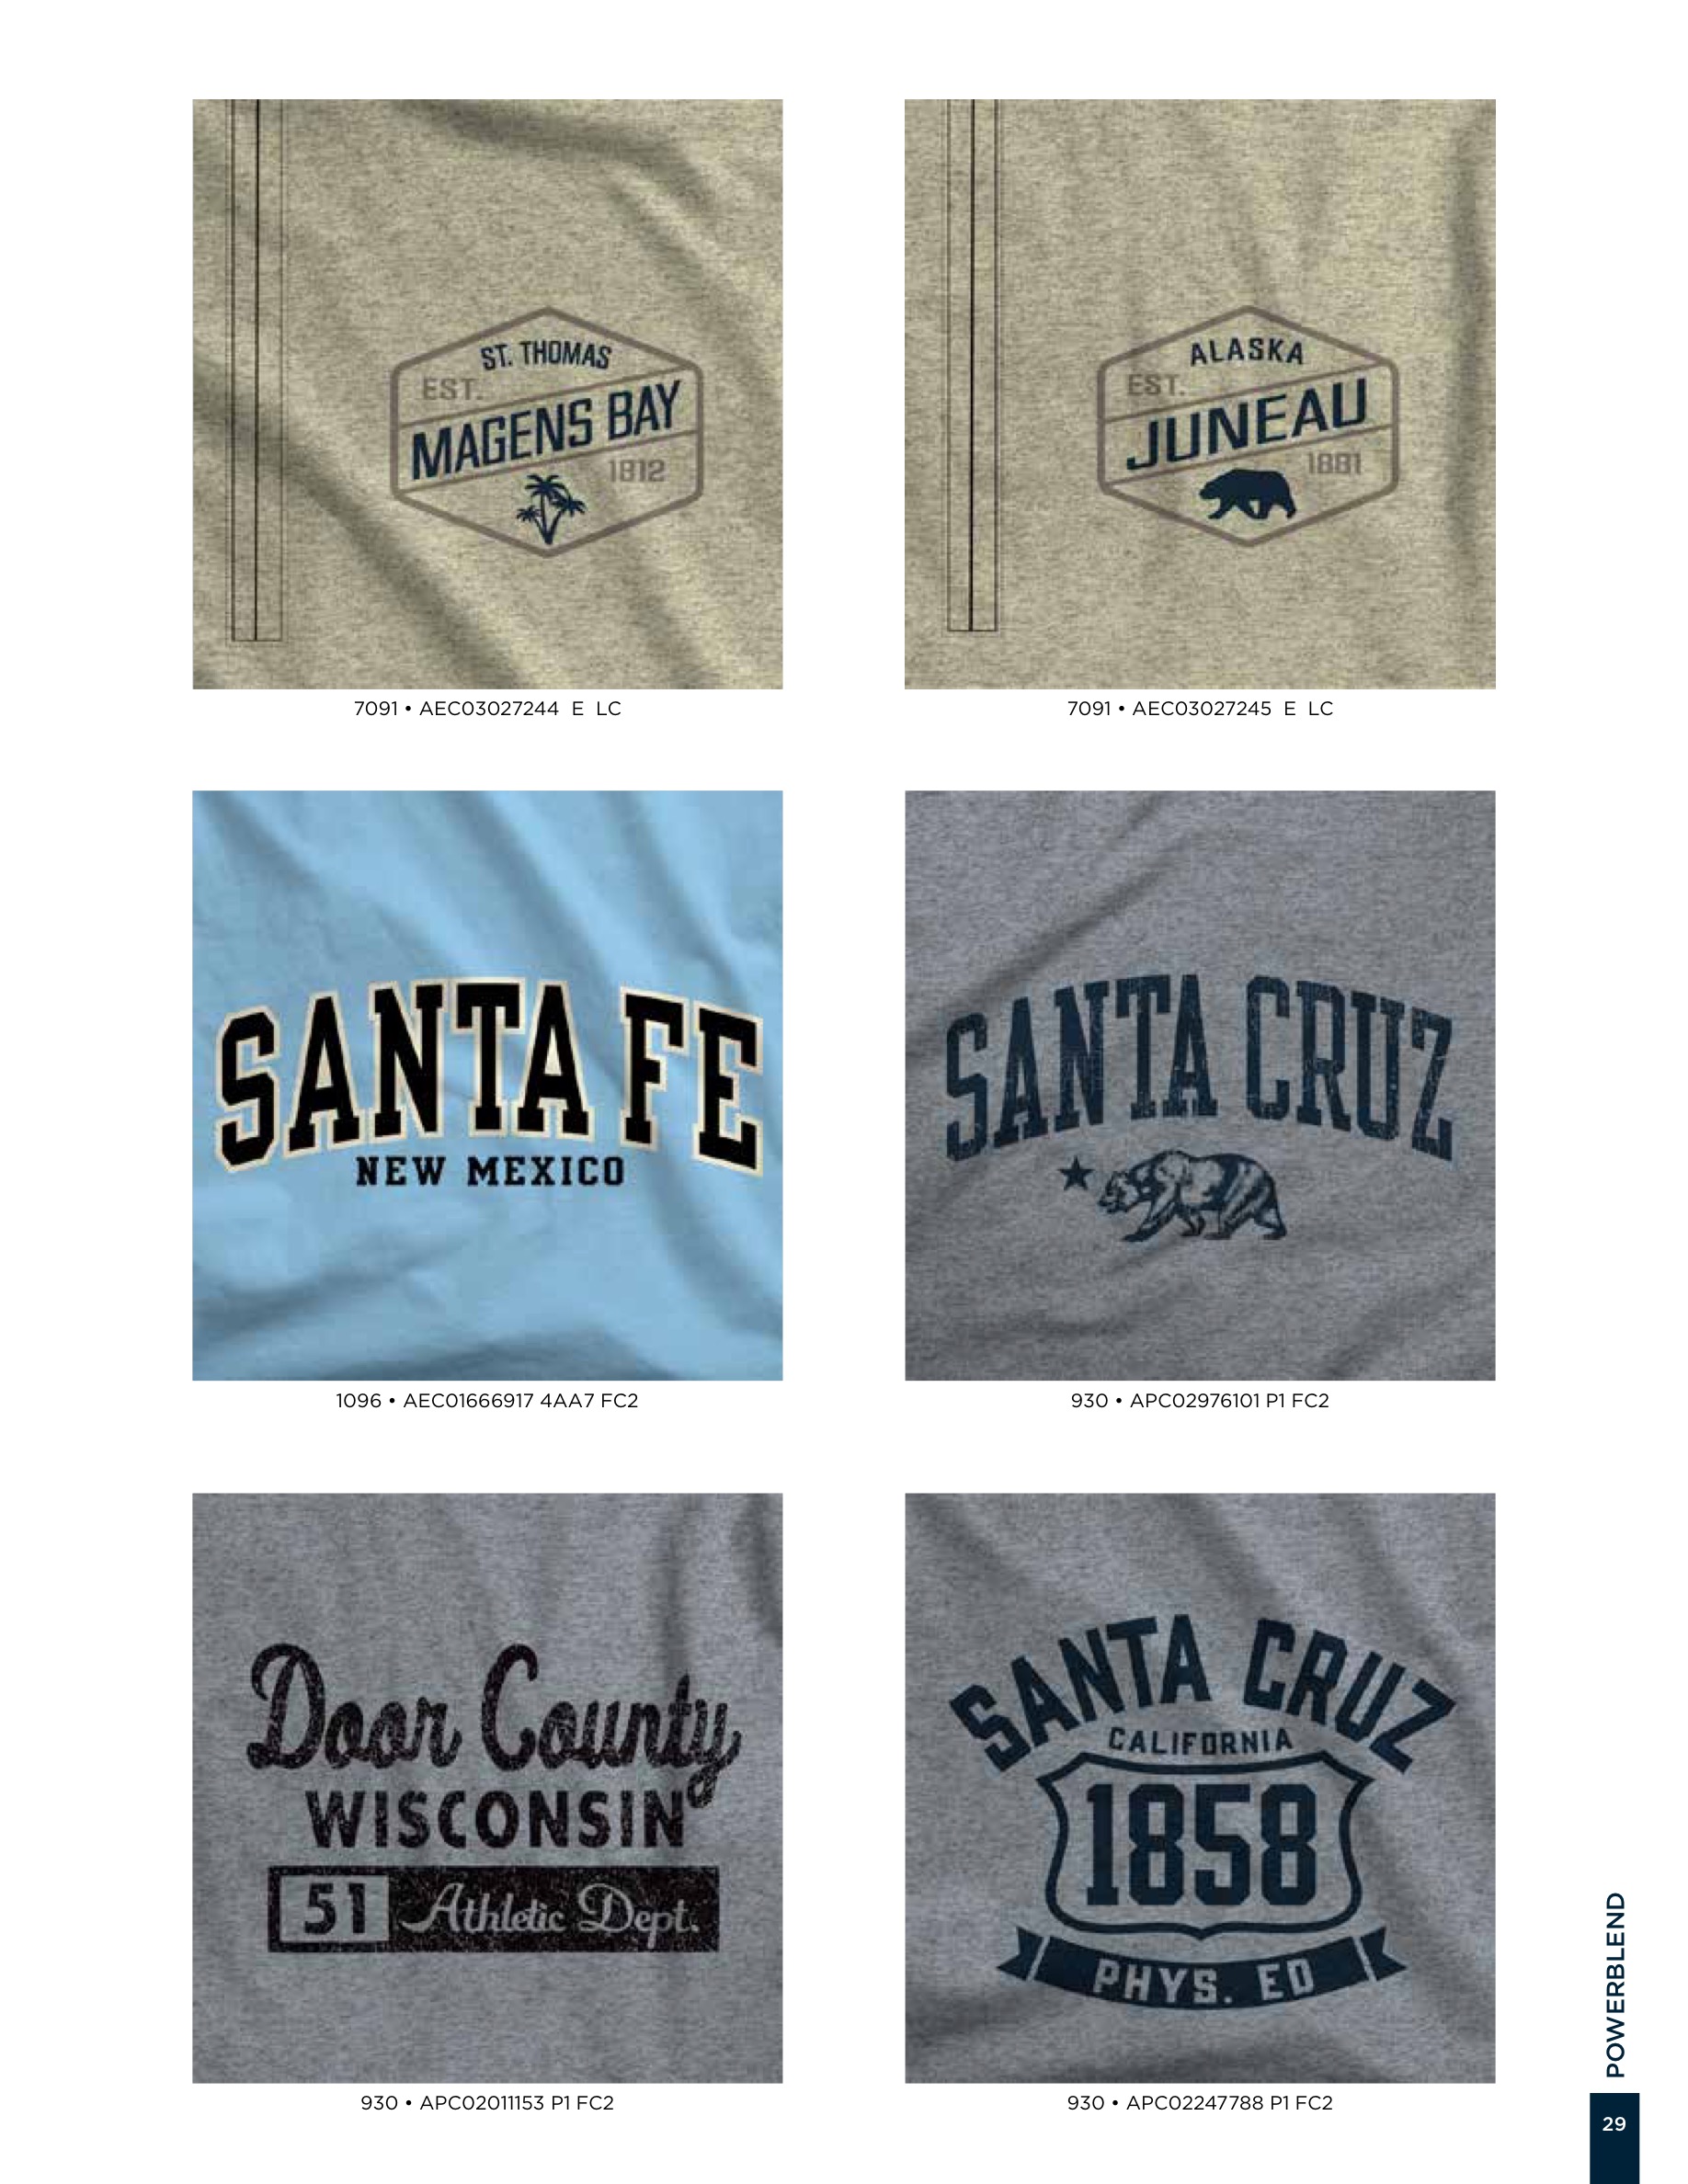 ST. THOMAS
EST.
MAGENS BAY
1812
7091 • AEC03027244 E LC
ALASKA
EST.
JUNEAU
1881
7091 • AEC03027245 E LC
SANTA FE
NEW MEXICO
1096 • AEC01666917 4AA7 FC2
SANTA CRUZ
930 • APC02976101 P1 FC2
Door County
WISCONSIN
51 Athletic Dept.
930 • APC02011153 P1 FC2
SANTA CRUZ
CALIFORNIA
1858
PHYS. ED
930 • APC02247788 P1 FC2
POWERBLEND
29